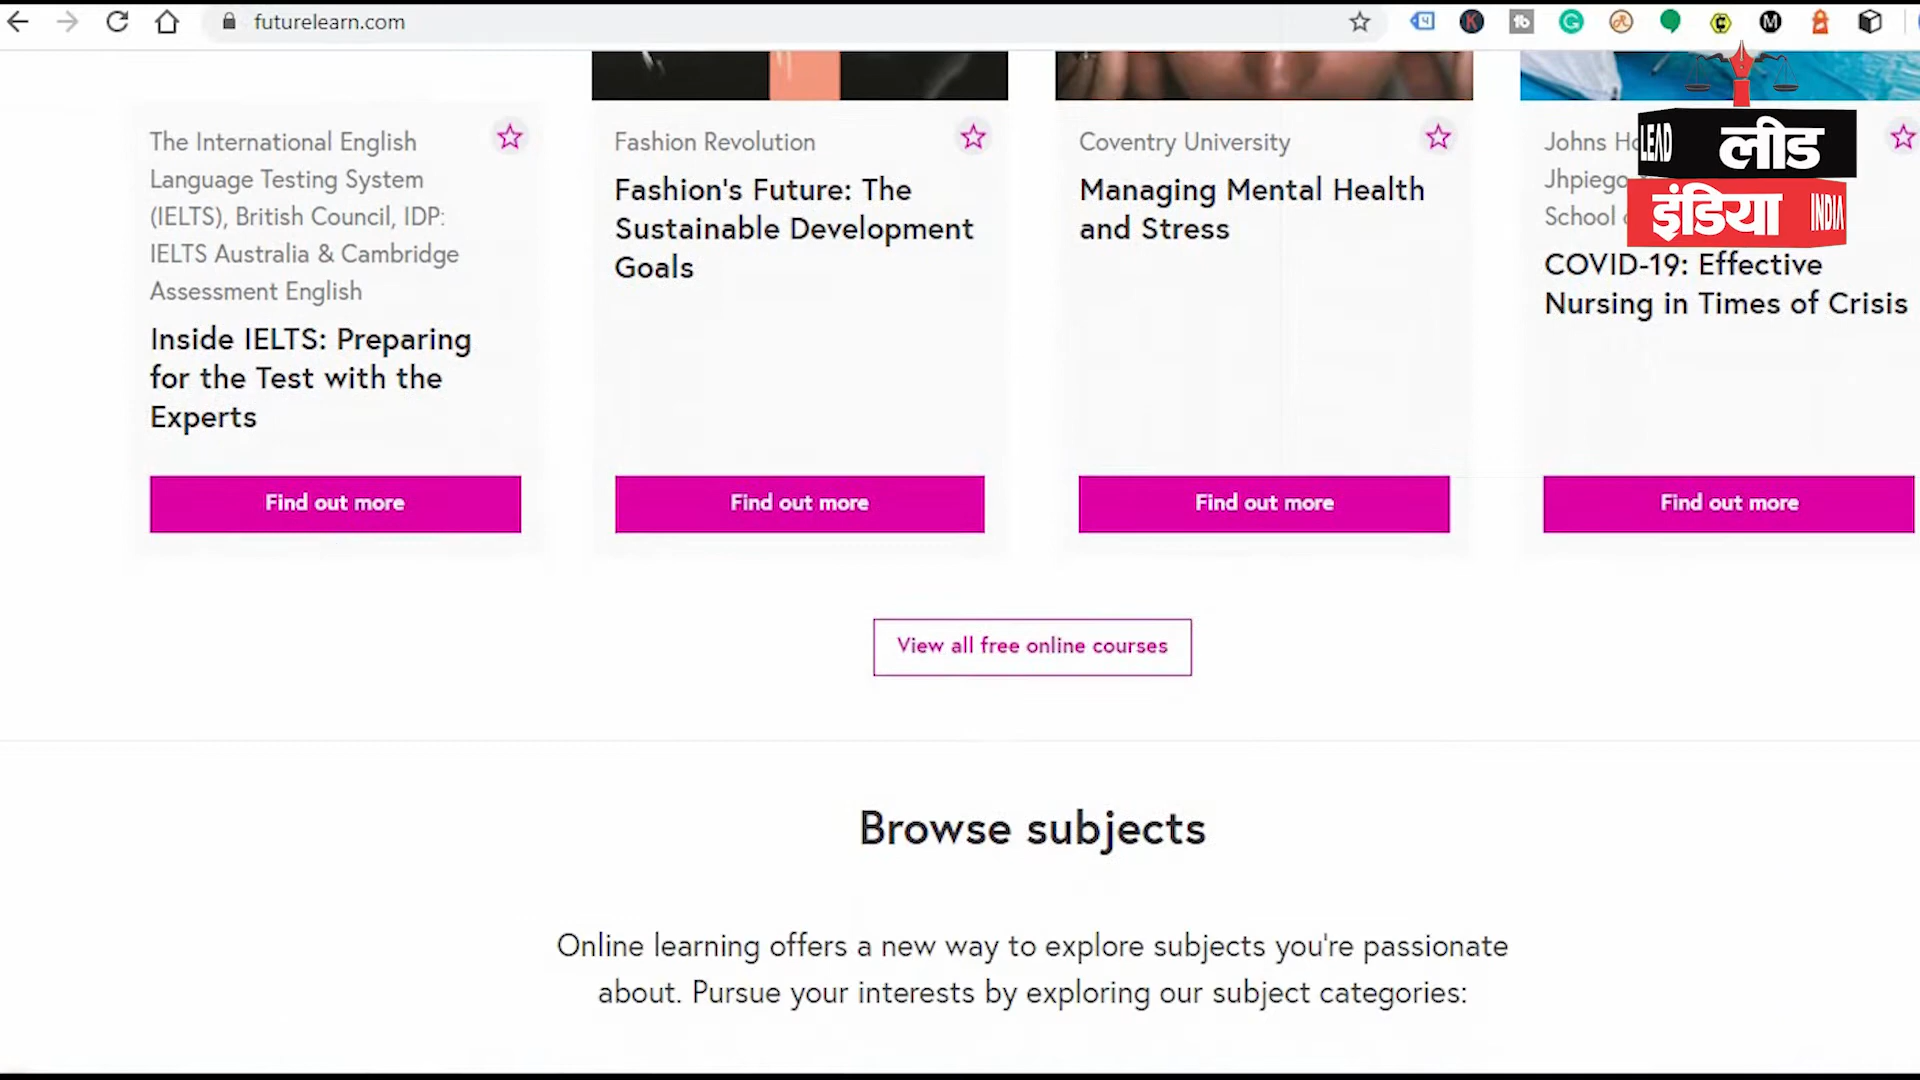 futurelearn.com
LEAD
लीड
इंडिया
INDIA
The International English
Language Testing System
(IELTS), British Council, IDP:
IELTS Australia & Cambridge
Assessment English
Inside IELTS: Preparing
for the Test with the
Experts
Find out more
Fashion Revolution
Fashion's Future: The
Sustainable Development
Goals
Find out more
Coventry University
Managing Mental Health
and Stress
Find out more
Johns
Jhpiego
School
COVID-19: Effective
Nursing in Times of Crisis
Find out more
View all free online courses
Browse subjects
Online learning offers a new way to explore subjects you're passionate
about. Pursue your interests by exploring our subject categories: